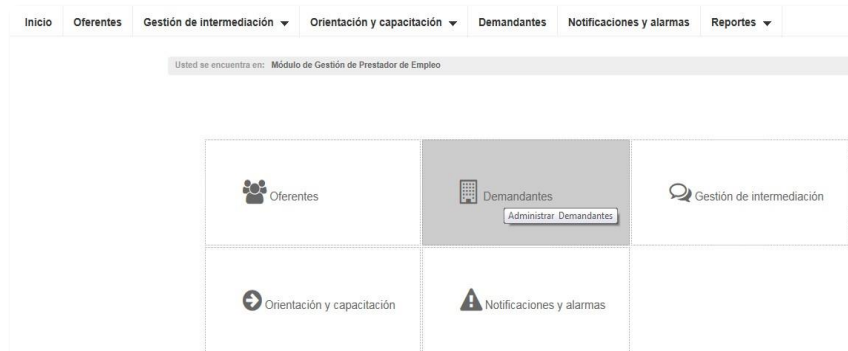 Inicio Oferentes Gestión de intermediación Orientación y capacitación Demandantes Notificaciones y alarmas Reportes
Usted se encuentra en: Módulo de Gestión de Prestador de Empleo
Oferentes Demandantes Gestión de intermediación
Administrar Demandantes
Orientación y capacitación Notificaciones y alarmas